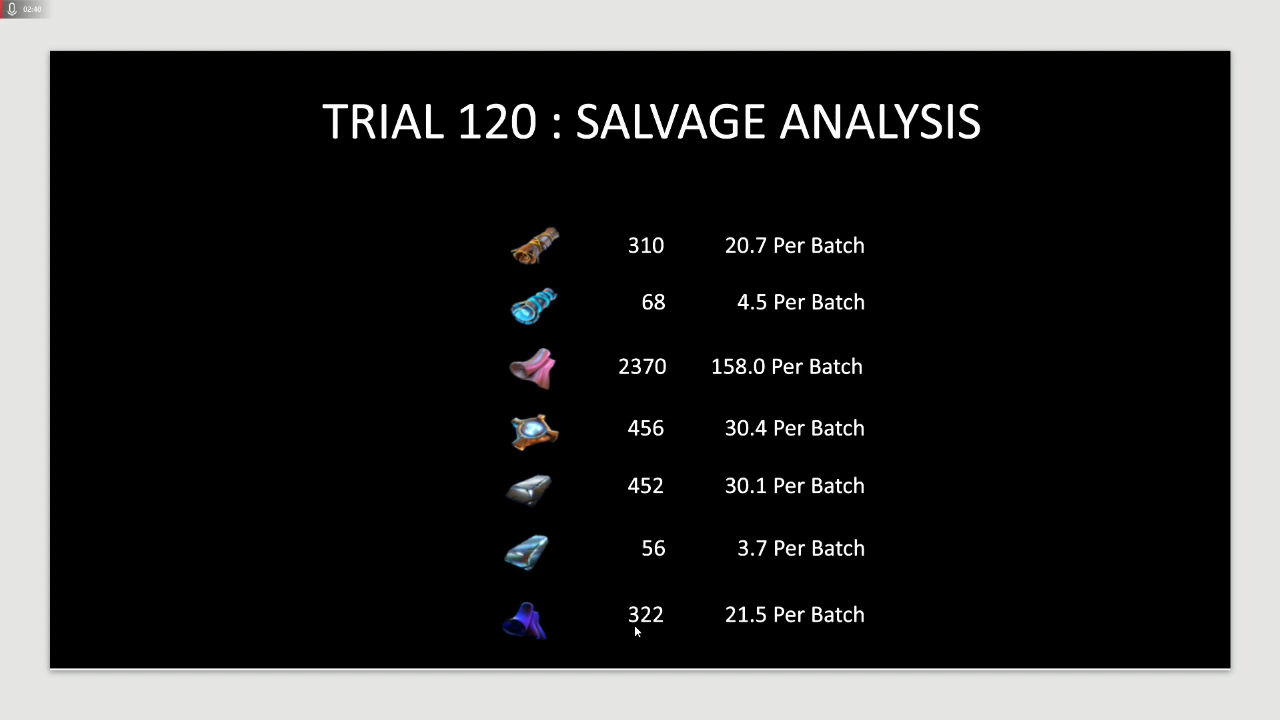 02:40
TRIAL 120 : SALVAGE ANALYSIS
310 20.7 Per Batch
68 4.5 Per Batch
2370 158.0 Per Batch
456 30.4 Per Batch
452 30.1 Per Batch
56 3.7 Per Batch
322 21.5 Per Batch